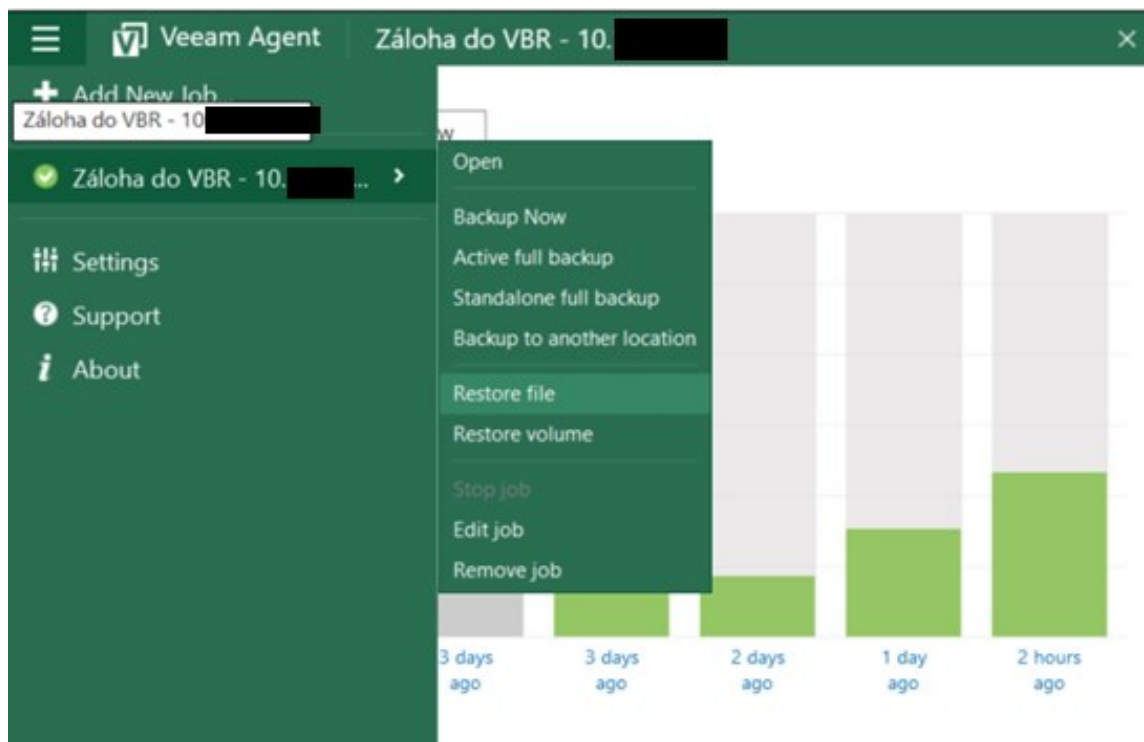 Veeam Agent
Záloha do VBR - 10.
Add New Job...
Záloha do VBR - 10
Záloha do VBR - 10. ...
Settings
Support
About
w
Open
Backup Now
Active full backup
Standalone full backup
Backup to another location
Restore file
Restore volume
Stop job
Edit job
Remove job
3 days
ago
3 days
ago
2 days
ago
1 day
ago
2 hours
ago